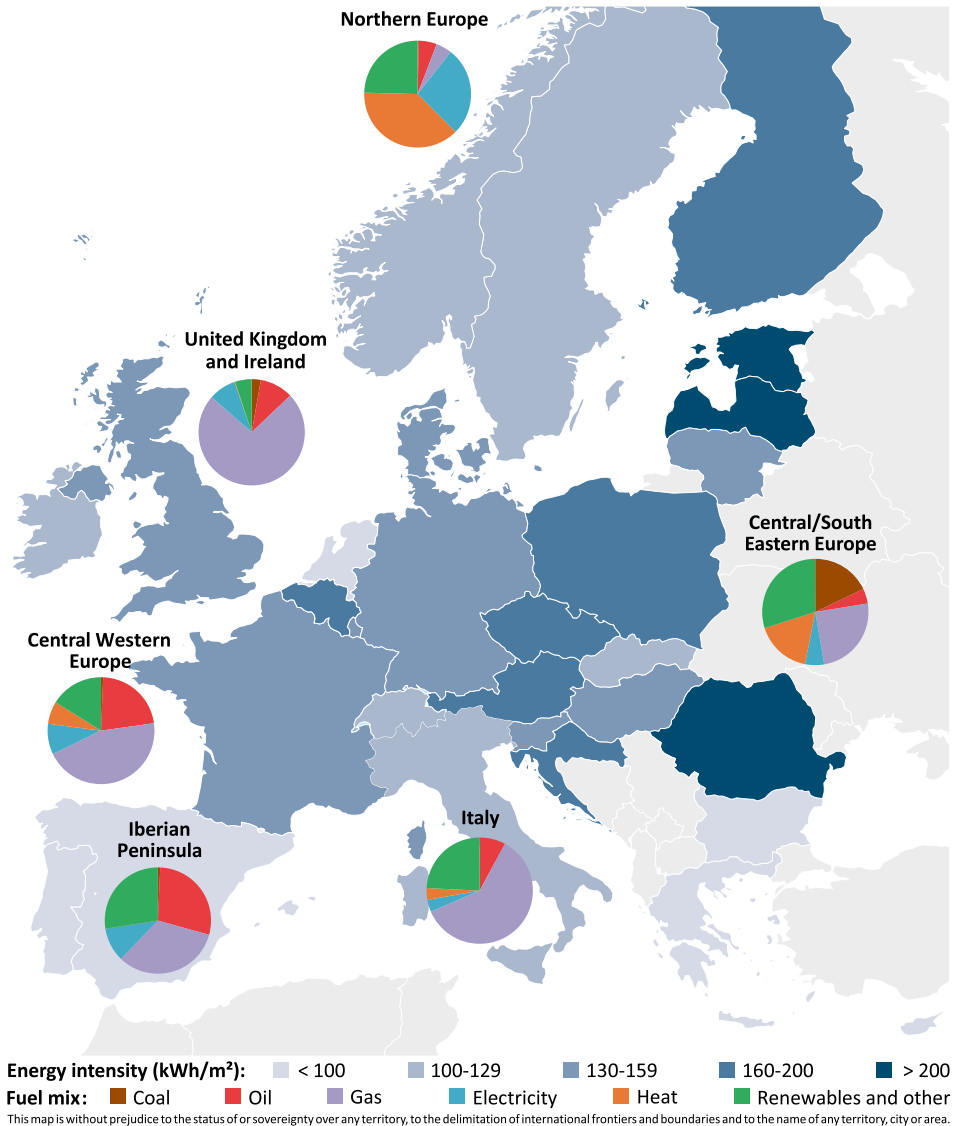 Northern Europe
United Kingdom
and Ireland
Central/South
Eastern Europe
Central Western
Europe
Iberian
Peninsula
Italy
Energy intensity (kWh/m²): < 100 100-129 130-159 160-200 > 200
Fuel mix: Coal Oil Gas Electricity Heat Renewables and other
This map is without prejudice to the status of or sovereignty over any territory, to the delimitation of international frontiers and boundaries and to the name of any territory, city or area.